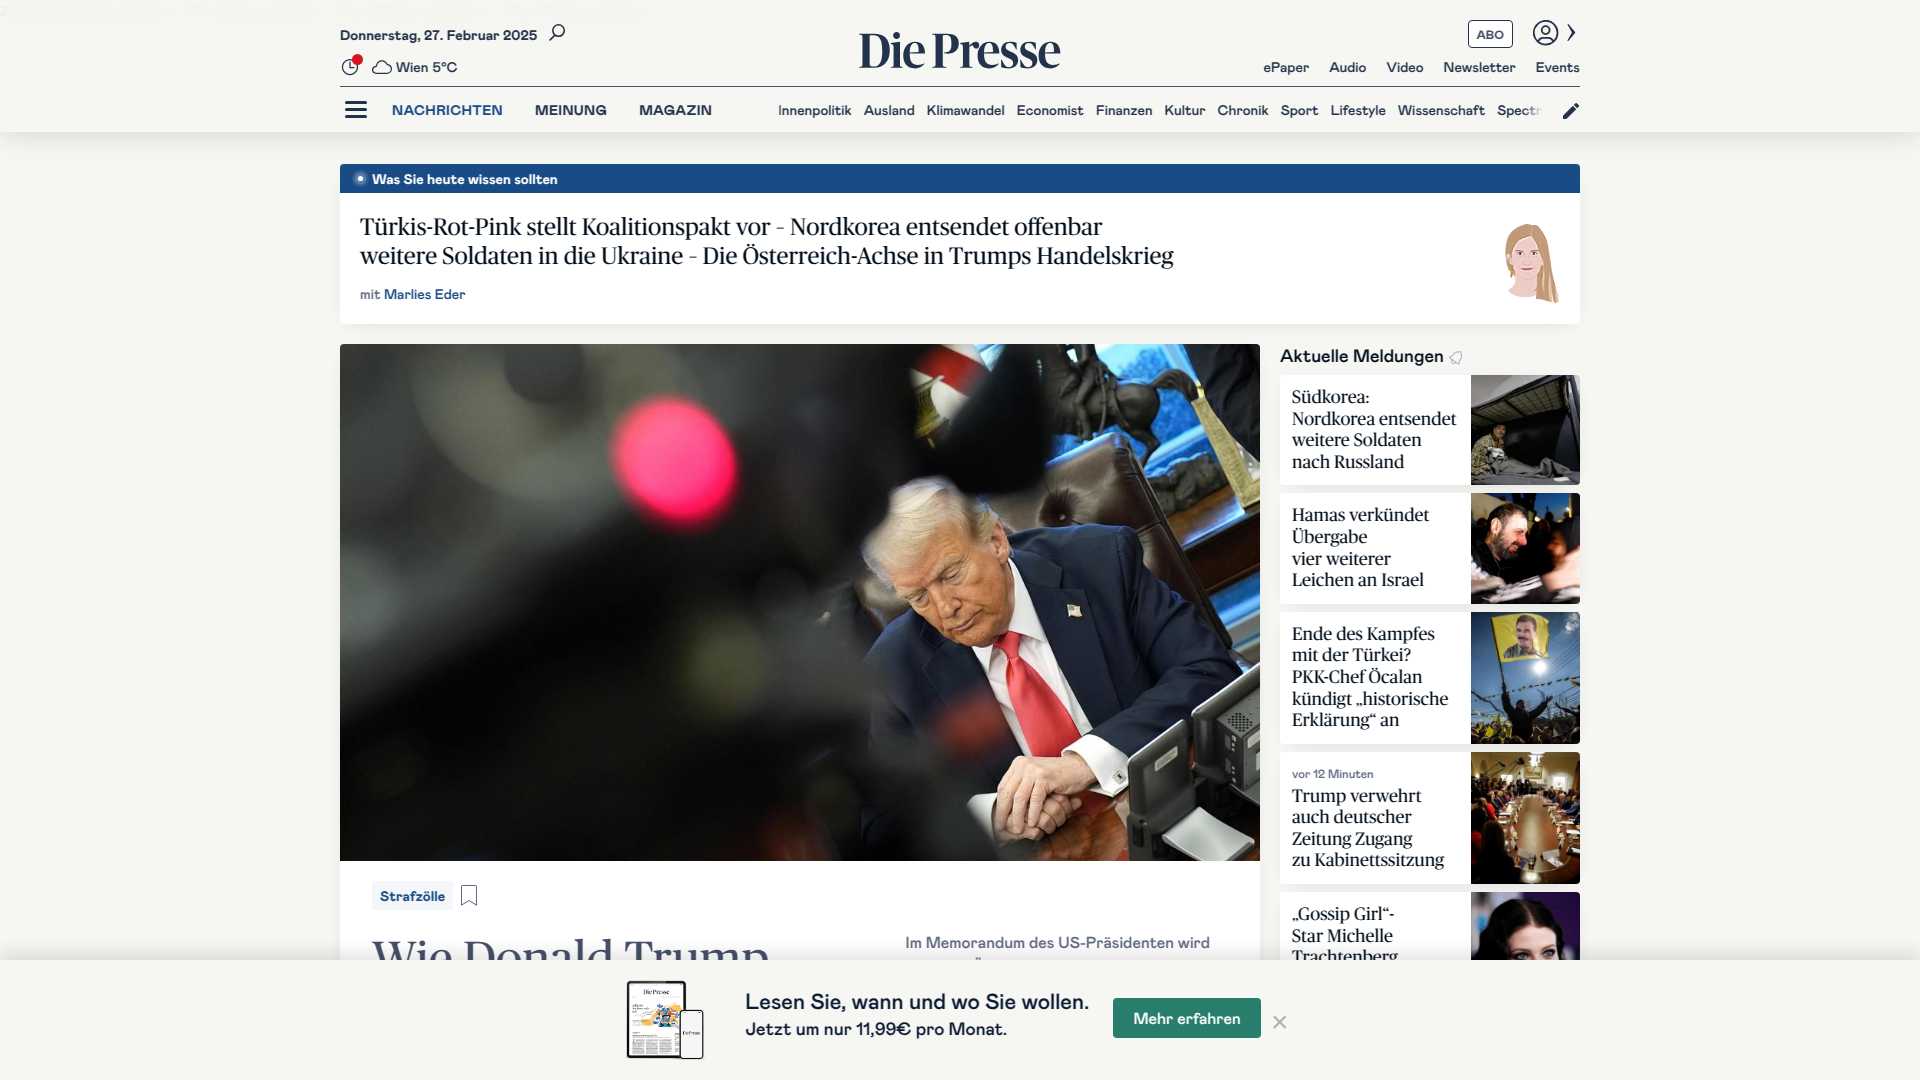 Donnerstag, 27. Februar 2025
Die Presse
ABO
Wien 5°C
ePaper Audio Video Newsletter Events
NACHRICHTEN MEINUNG MAGAZIN
Innenpolitik Ausland Klimawandel Economist Finanzen Kultur Chronik Sport Lifestyle Wissenschaft Spectr
Was Sie heute wissen sollten
Türkis-Rot-Pink stellt Koalitionspakt vor – Nordkorea entsendet offenbar
weitere Soldaten in die Ukraine – Die Österreich-Achse in Trumps Handelskrieg
mit Marlies Eder
Aktuelle Meldungen
Südkorea:
Nordkorea entsendet
weitere Soldaten
nach Russland
Hamas verkündet
Übergabe
vier weiterer
Leichen an Israel
Ende des Kampfes
mit der Türkei?
PKK-Chef Öcalan
kündigt „historische
Erklärung“ an
vor 12 Minuten
Trump verwehrt
auch deutscher
Zeitung Zugang
zu Kabinettssitzung
„Gossip Girl“-
Star Michelle
Trachtenberg
Strafzölle
Wie Donald Trump
Im Memorandum des US-Präsidenten wird
Die Presse
Die Presse
Lesen Sie, wann und wo Sie wollen.
Jetzt um nur 11,99€ pro Monat.
Mehr erfahren